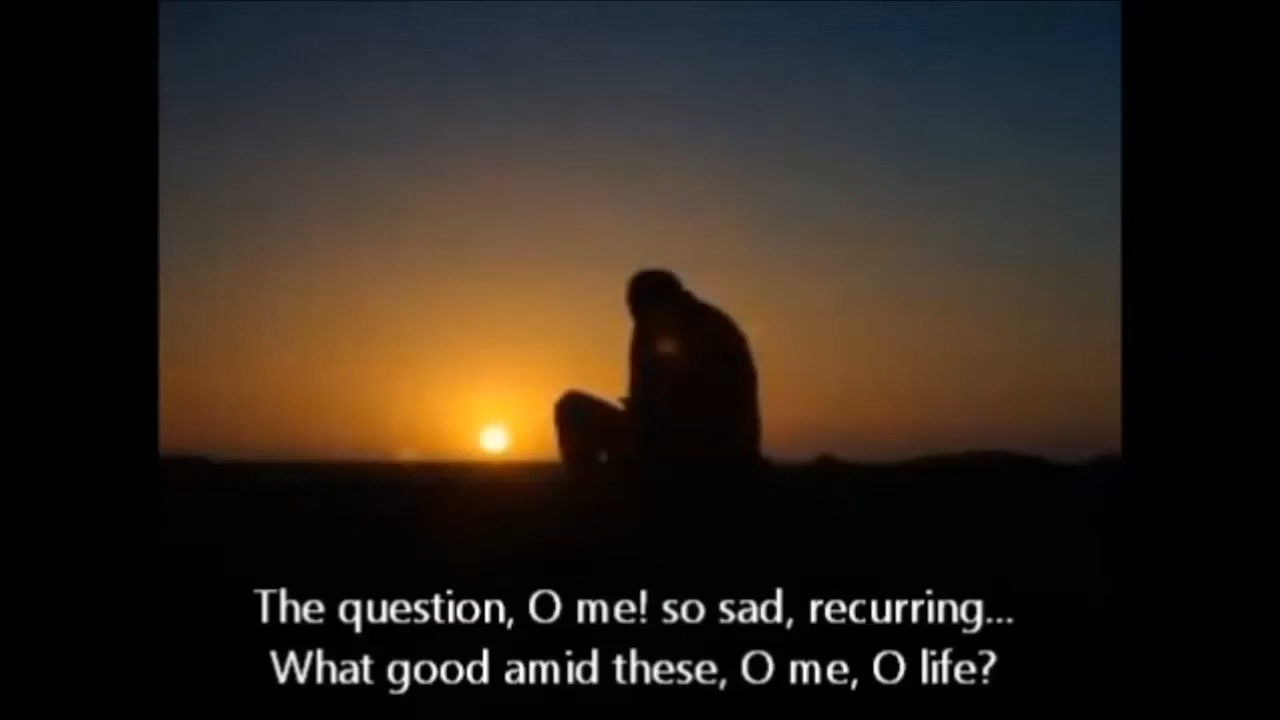 The question, O me! so sad, recurring...
What good amid these, O me, O life?